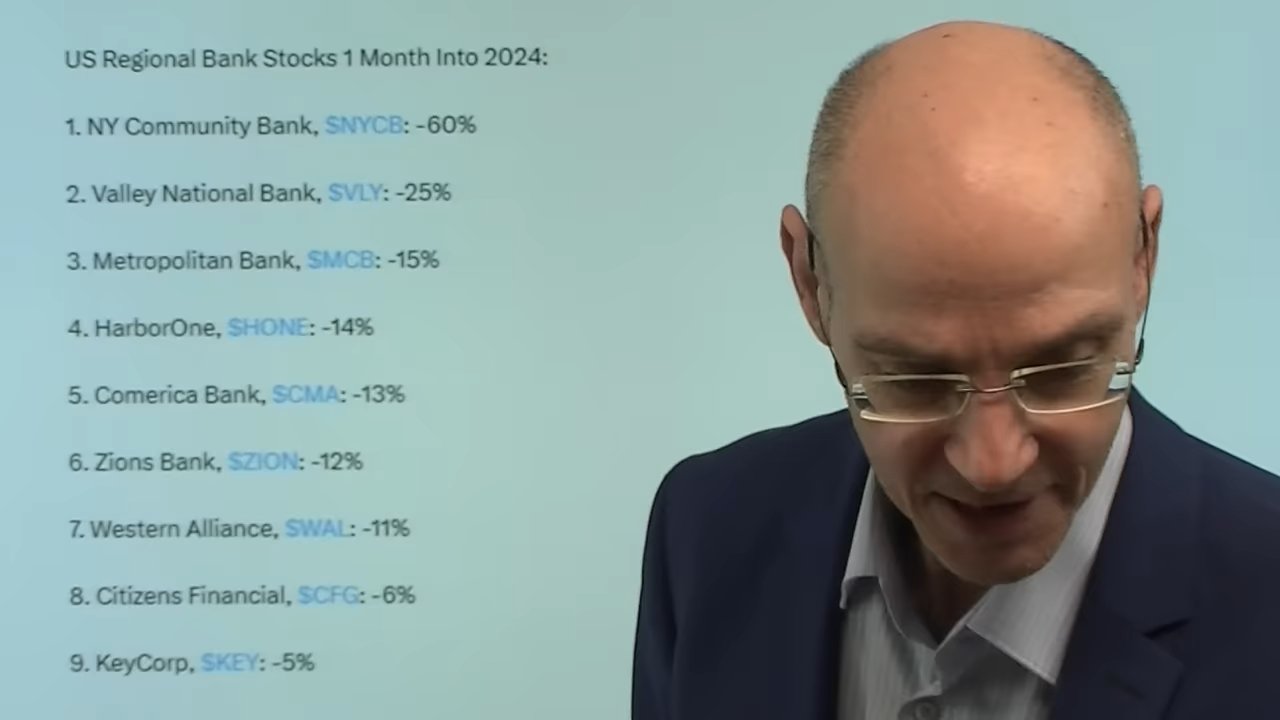 US Regional Bank Stocks 1 Month Into 2024:
1. NY Community Bank, $NYCB: -60%
2. Valley National Bank, $VLY: -25%
3. Metropolitan Bank, $MCB: -15%
4. HarborOne, $HONE: -14%
5. Comerica Bank, $CMA: -13%
6. Zions Bank, $ZION: -12%
7. Western Alliance, $WAL: -11%
8. Citizens Financial, $CFG: -6%
9. KeyCorp, $KEY: -5%